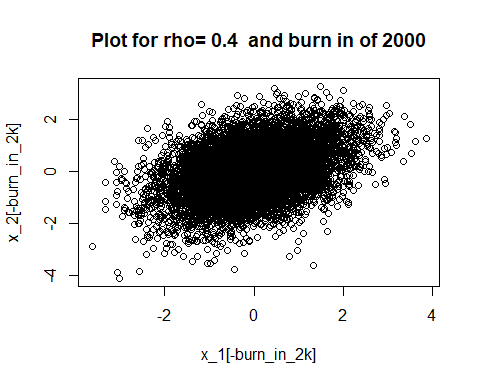 Plot for rho= 0.4  and burn in of 2000
x_2[-burn_in_2k]
2
0
-2
-4
-2
0
2
4
x_1[-burn_in_2k]